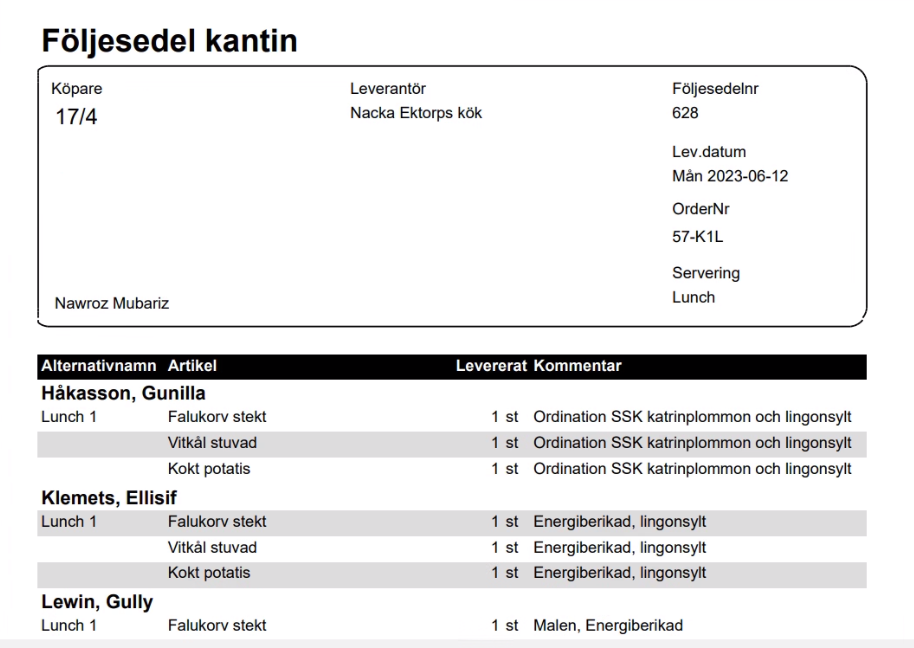 Följesedel kantin
Köpare Leverantör Följesedelnr
17/4 Nacka Ektorps kök 628
Lev.datum
Mån 2023-06-12
OrderNr
57-K1L
Servering
Nawroz Mubariz Lunch
Alternativnamn Artikel Levererat Kommentar
Håkasson, Gunilla
Lunch 1 Falukorv stekt 1 st Ordination SSK katrinplommon och lingonsylt
Vitkål stuvad 1 st Ordination SSK katrinplommon och lingonsylt
Kokt potatis 1 st Ordination SSK katrinplommon och lingonsylt
Klemets, Ellisif
Lunch 1 Falukorv stekt 1 st Energiberikad, lingonsylt
Vitkål stuvad 1 st Energiberikad, lingonsylt
Kokt potatis 1 st Energiberikad, lingonsylt
Lewin, Gully
Lunch 1 Falukorv stekt 1 st Malen, Energiberikad